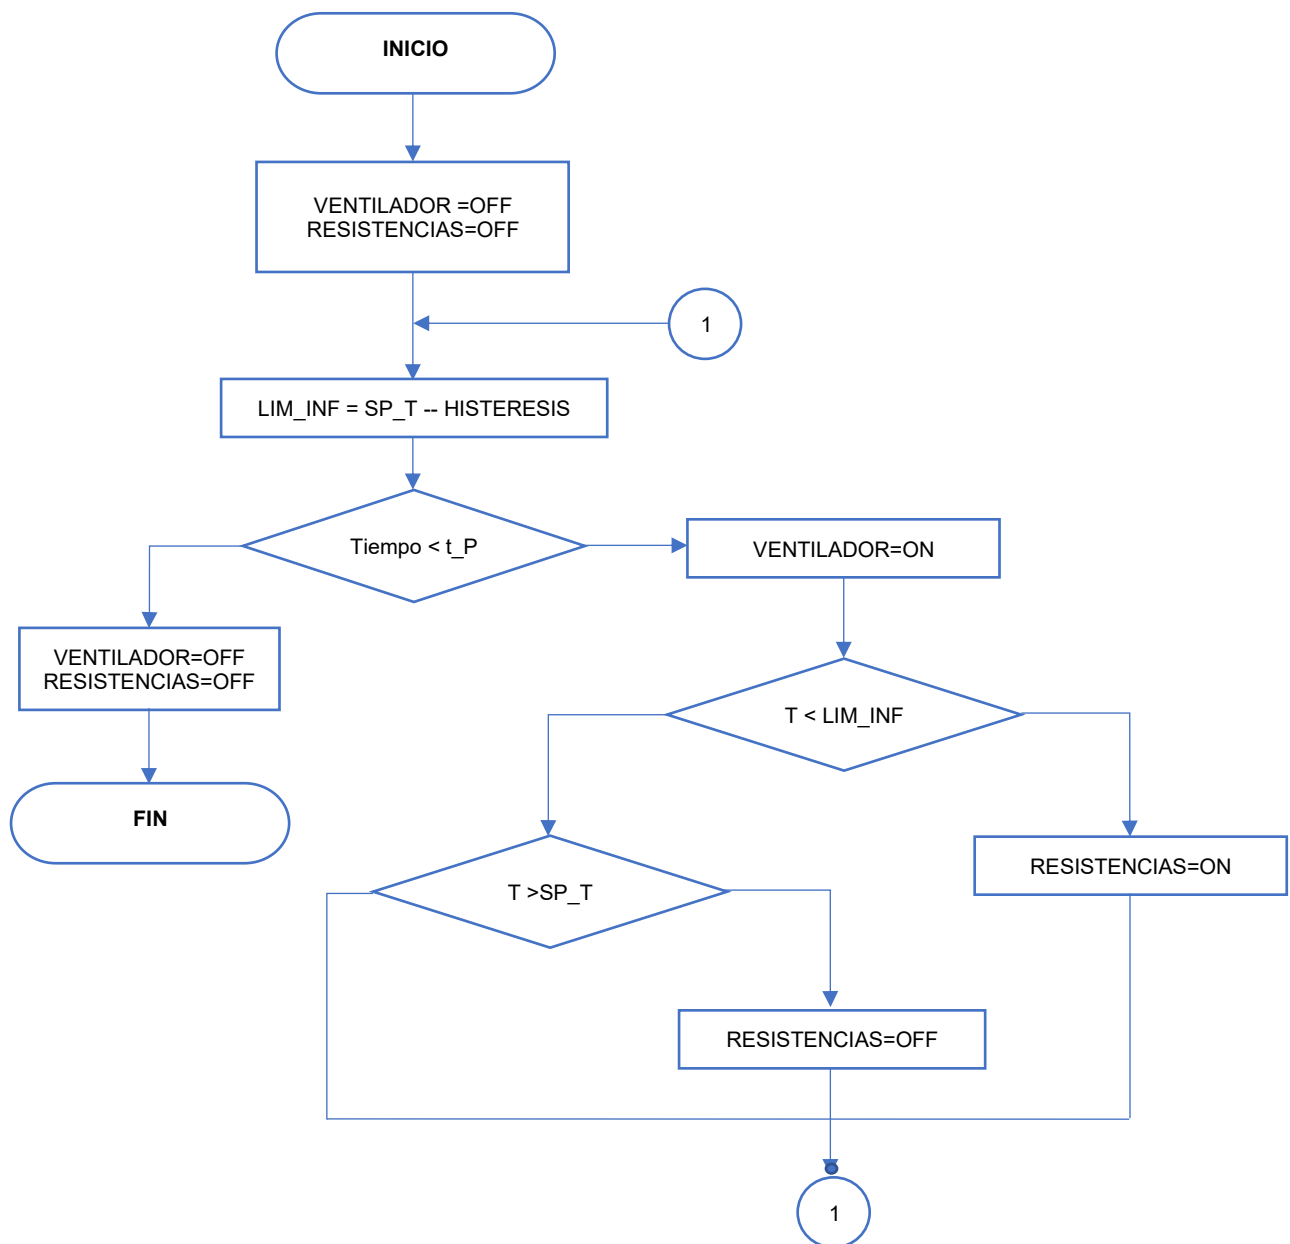 INICIO
VENTILADOR =OFF
RESISTENCIAS=OFF
1
LIM_INF = SP_T -- HISTERESIS
Tiempo < t_P
VENTILADOR=ON
VENTILADOR=OFF
RESISTENCIAS=OFF
T < LIM_INF
FIN
T >SP_T
RESISTENCIAS=ON
RESISTENCIAS=OFF
1